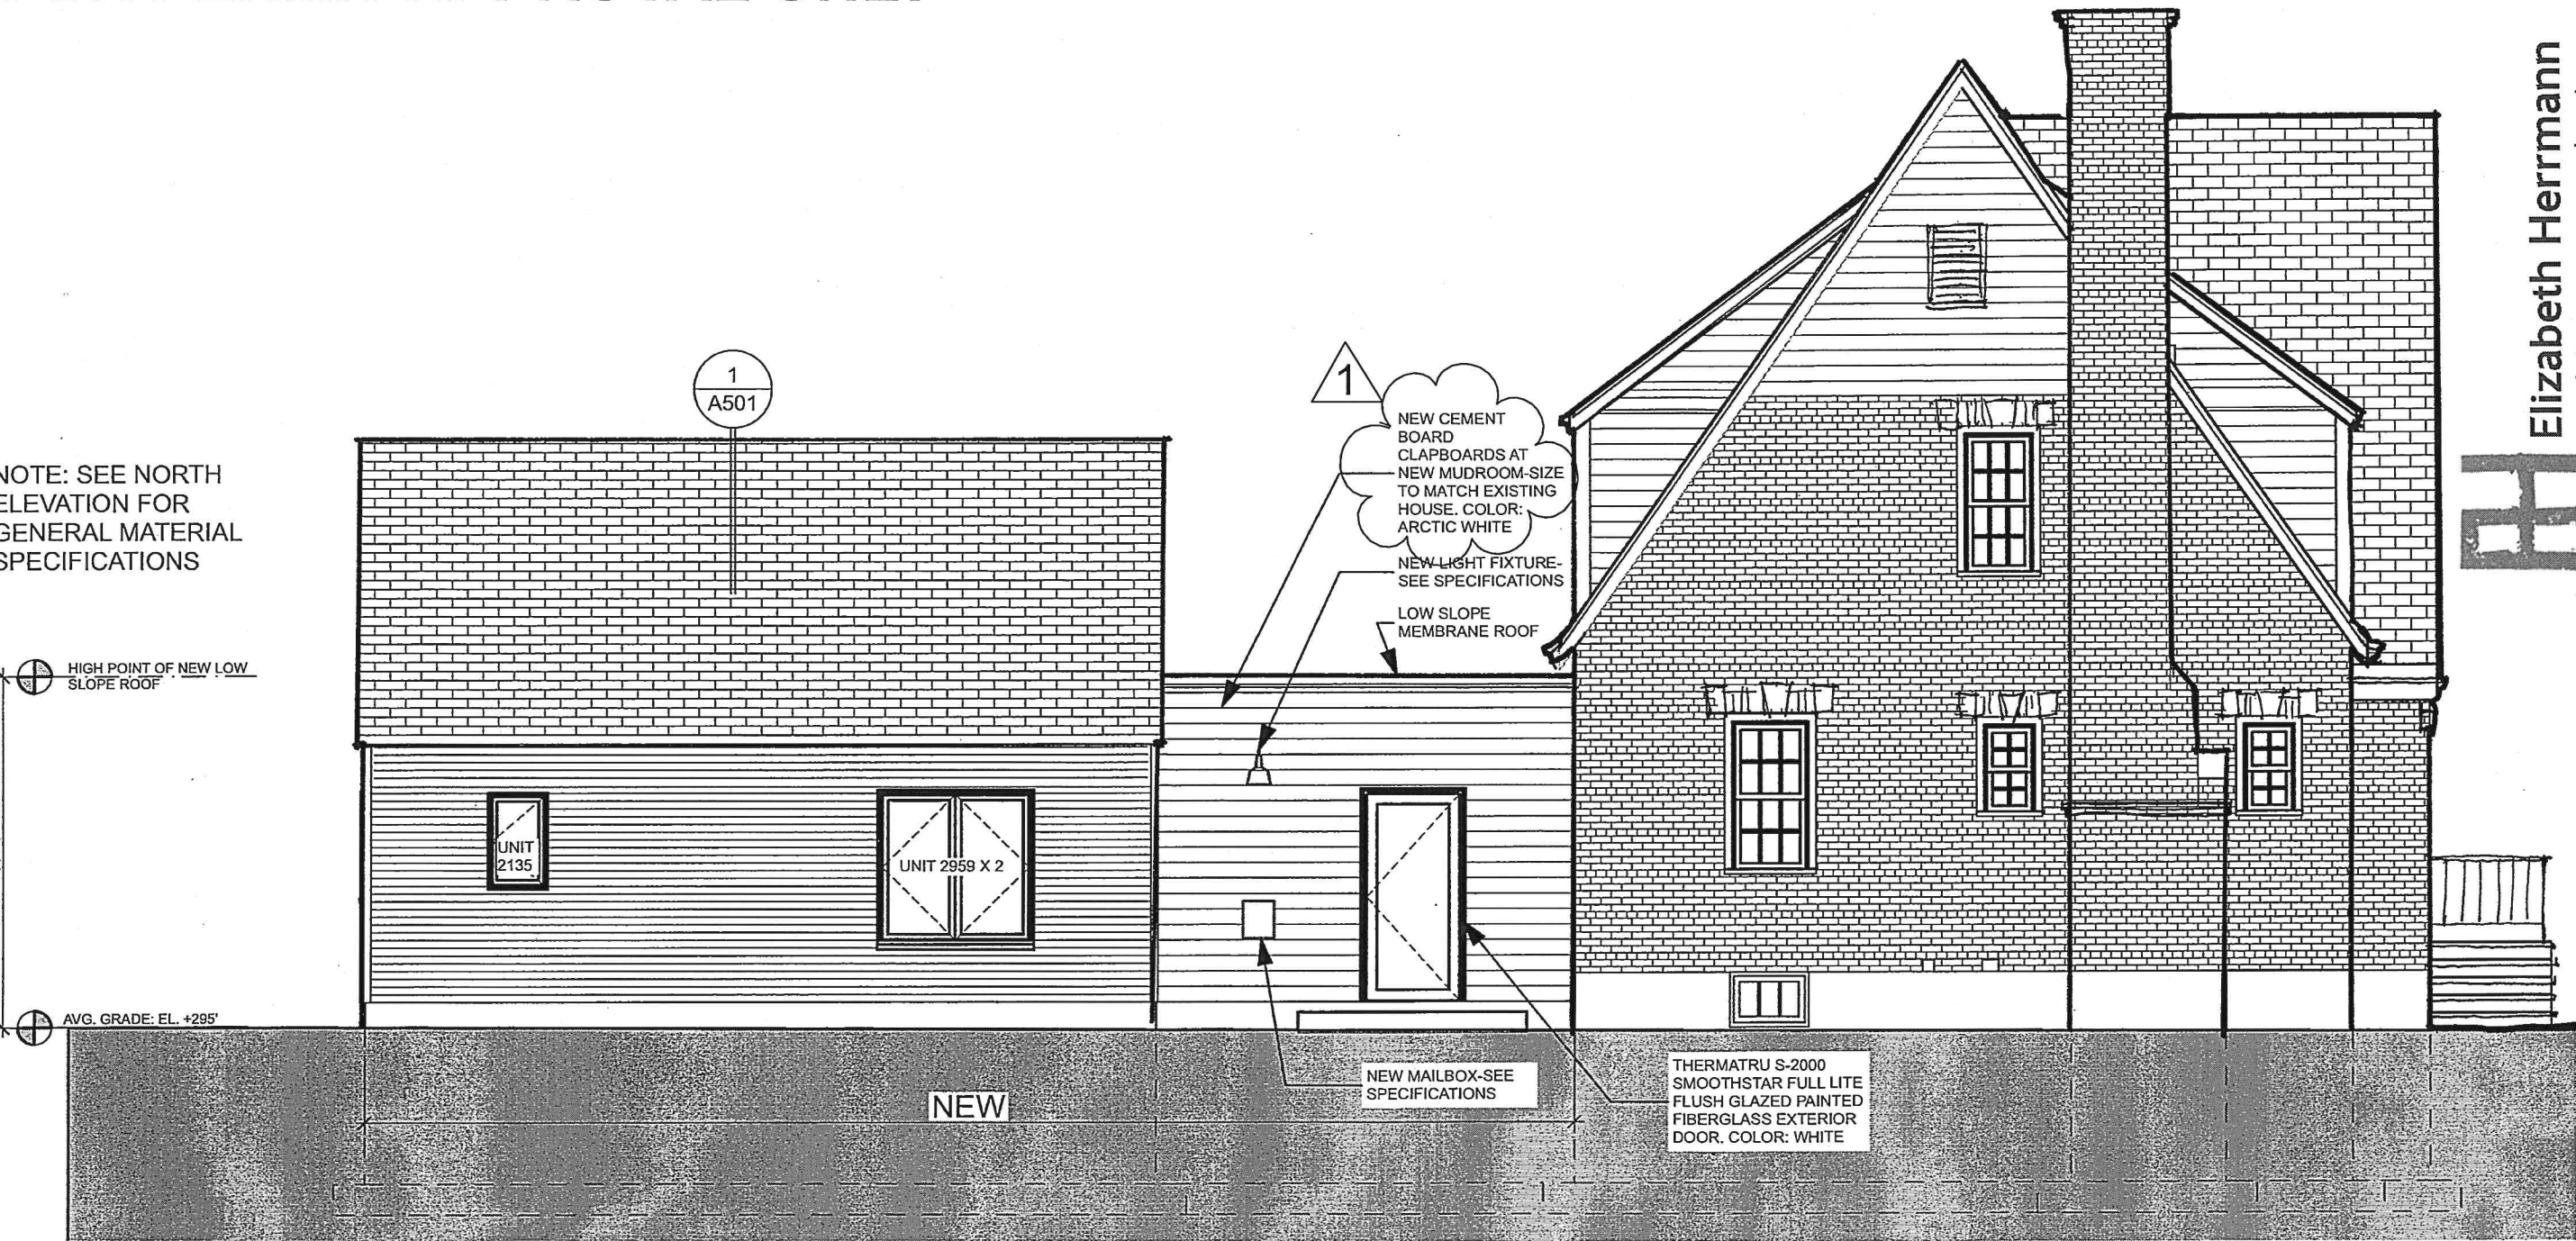 1
A501
1
NEW CEMENT
BOARD
CLAPBOARDS AT
NEW MUDROOM-SIZE
TO MATCH EXISTING
HOUSE. COLOR:
ARCTIC WHITE
NEW LIGHT FIXTURE-
SEE SPECIFICATIONS
LOW SLOPE
MEMBRANE ROOF
NOTE: SEE NORTH
ELEVATION FOR
GENERAL MATERIAL
SPECIFICATIONS
HIGH POINT OF NEW LOW
SLOPE ROOF
UNIT
2135
UNIT 2959 X 2
AVG. GRADE: EL. +295'
NEW
NEW MAILBOX-SEE
SPECIFICATIONS
THERMATRU S-2000
SMOOTHSTAR FULL LITE
FLUSH GLAZED PAINTED
FIBERGLASS EXTERIOR
DOOR. COLOR: WHITE
Elizabeth Herrmann